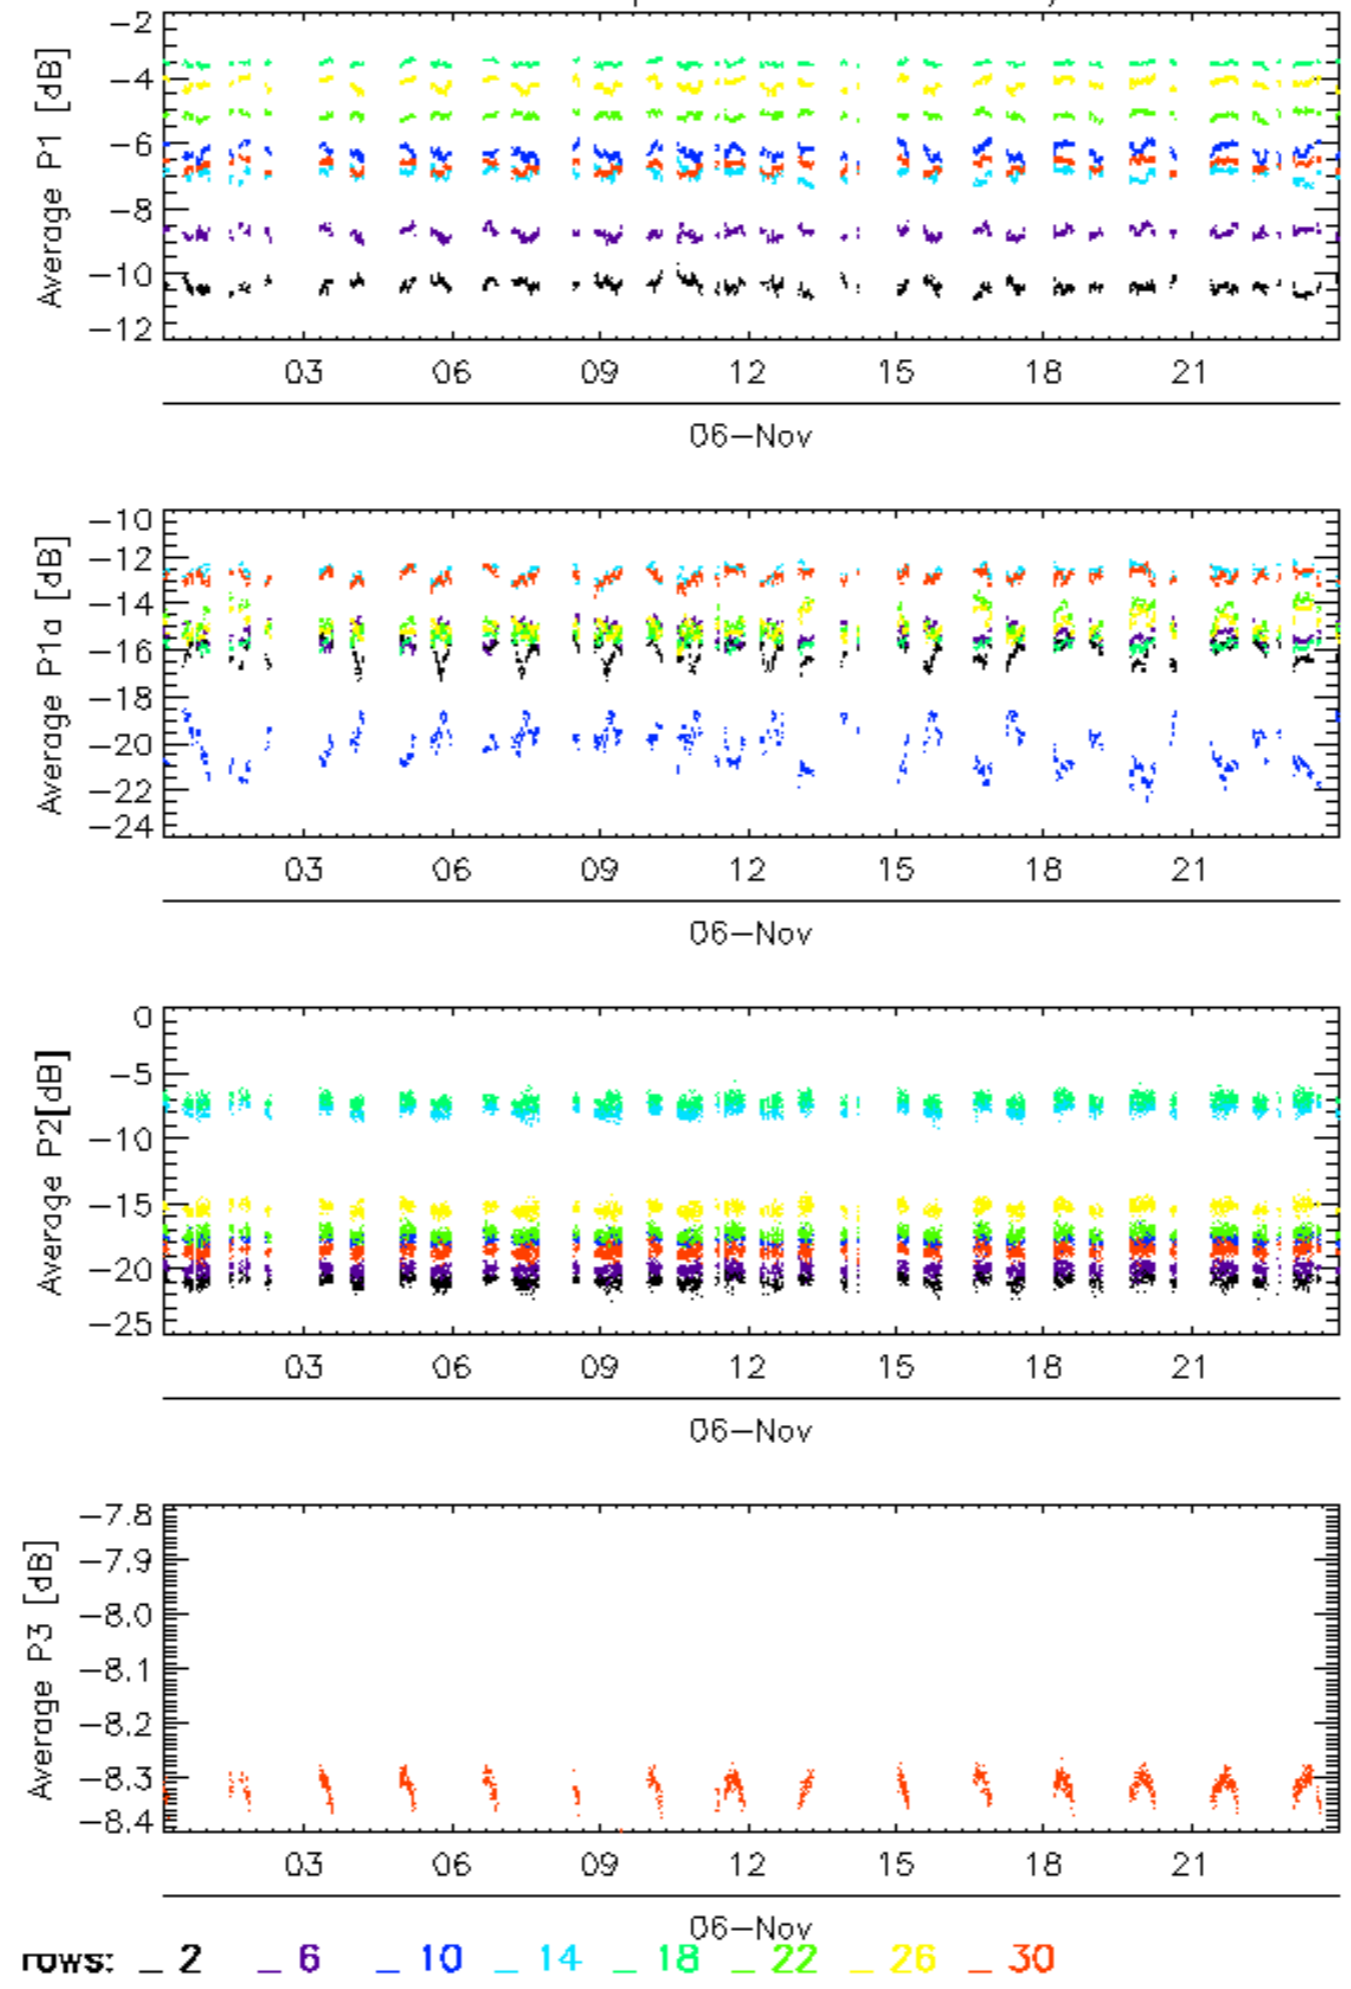 Average P1 [dB]
-2
-4
-6
-8
-10
-12
03 06 09 12 15 18 21
06-Nov
Average P1a [dB]
-10
-12
-14
-16
-18
-20
-22
-24
03 06 09 12 15 18 21
06-Nov
Average P2[dB]
0
-5
-10
-15
-20
-25
03 06 09 12 15 18 21
06-Nov
Average P3 [dB]
-7.8
-7.9
-8.0
-8.1
-8.2
-8.3
-8.4
03 06 09 12 15 18 21
06-Nov
rows: _ 2 _ 6 _ 10 _ 14 _ 18 _ 22 _ 26 _ 30